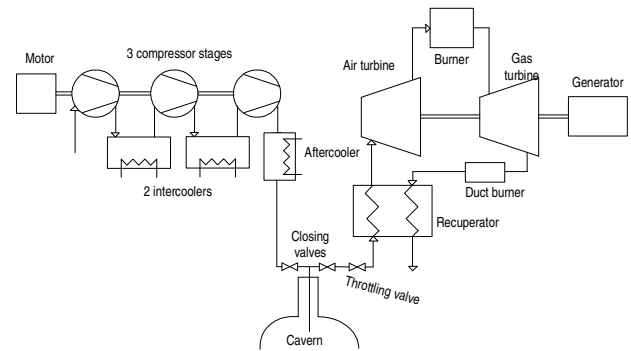 Motor
3 compressor stages
2 intercoolers
Aftercooler
Air turbine
Burner
Gas
turbine
Generator
Duct burner
Recuperator
Closing
valves
Throttling valve
Cavern